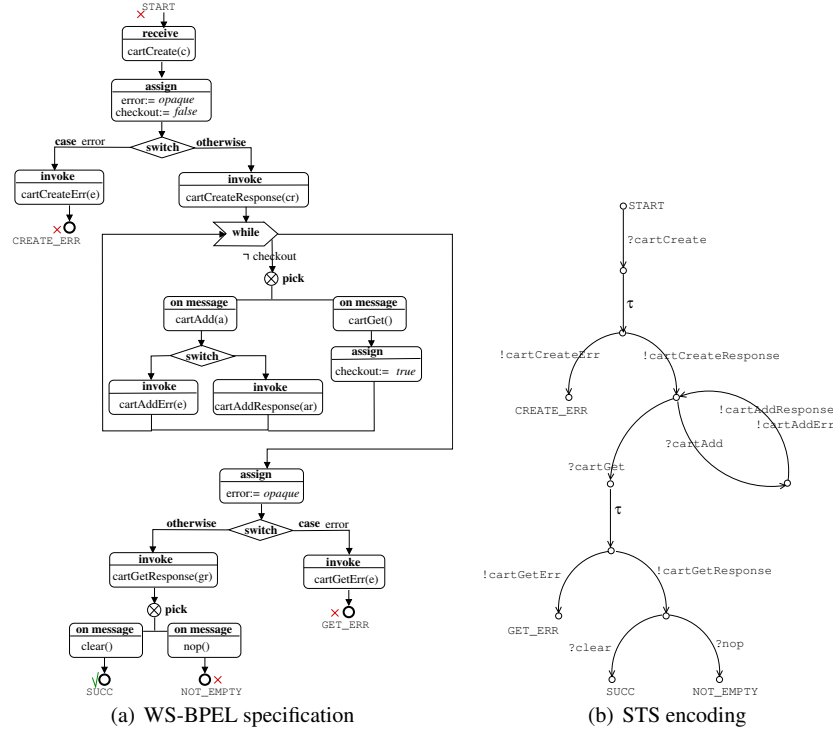 START
receive
cartCreate(c)
assign
error:= opaque
checkout:= false
case error
switch
otherwise
invoke
cartCreateErr(e)
CREATE_ERR
invoke
cartCreateResponse(cr)
while
¬ checkout
pick
on message
cartAdd(a)
on message
cartGet()
switch
assign
checkout:= true
invoke
cartAddErr(e)
invoke
cartAddResponse(ar)
assign
error:= opaque
otherwise
switch
case error
invoke
cartGetResponse(gr)
invoke
cartGetErr(e)
pick
GET_ERR
on message
clear()
on message
nop()
SUCC
NOT_EMPTY
(a) WS-BPEL specification
START
?cartCreate
τ
!cartCreateErr
!cartCreateResponse
CREATE_ERR
!cartAddResponse
!cartAddErr
?cartAdd
?cartGet
τ
!cartGetErr
!cartGetResponse
GET_ERR
?clear
?nop
SUCC
NOT_EMPTY
(b) STS encoding